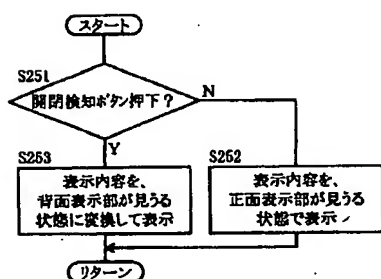 スタート
S251
開閉検知ボタン押下？
N
Y
S253
S252
表示内容を、
背面表示部が見うる
状態に変換して表示
表示内容を、
正面表示部が見うる
状態で表示
リターン